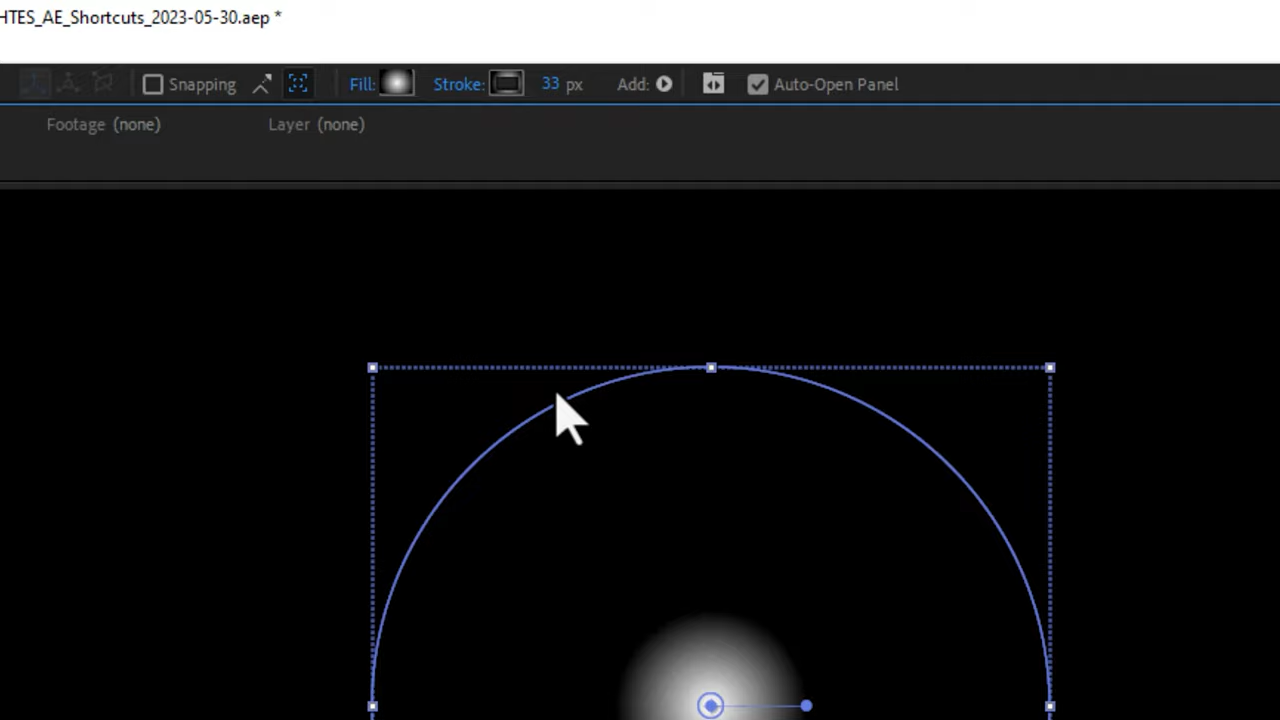 HTES_AE_Shortcuts_2023-05-30.aep *
Snapping Fill: Stroke: 33 px Add: Auto-Open Panel
Footage (none) Layer (none)